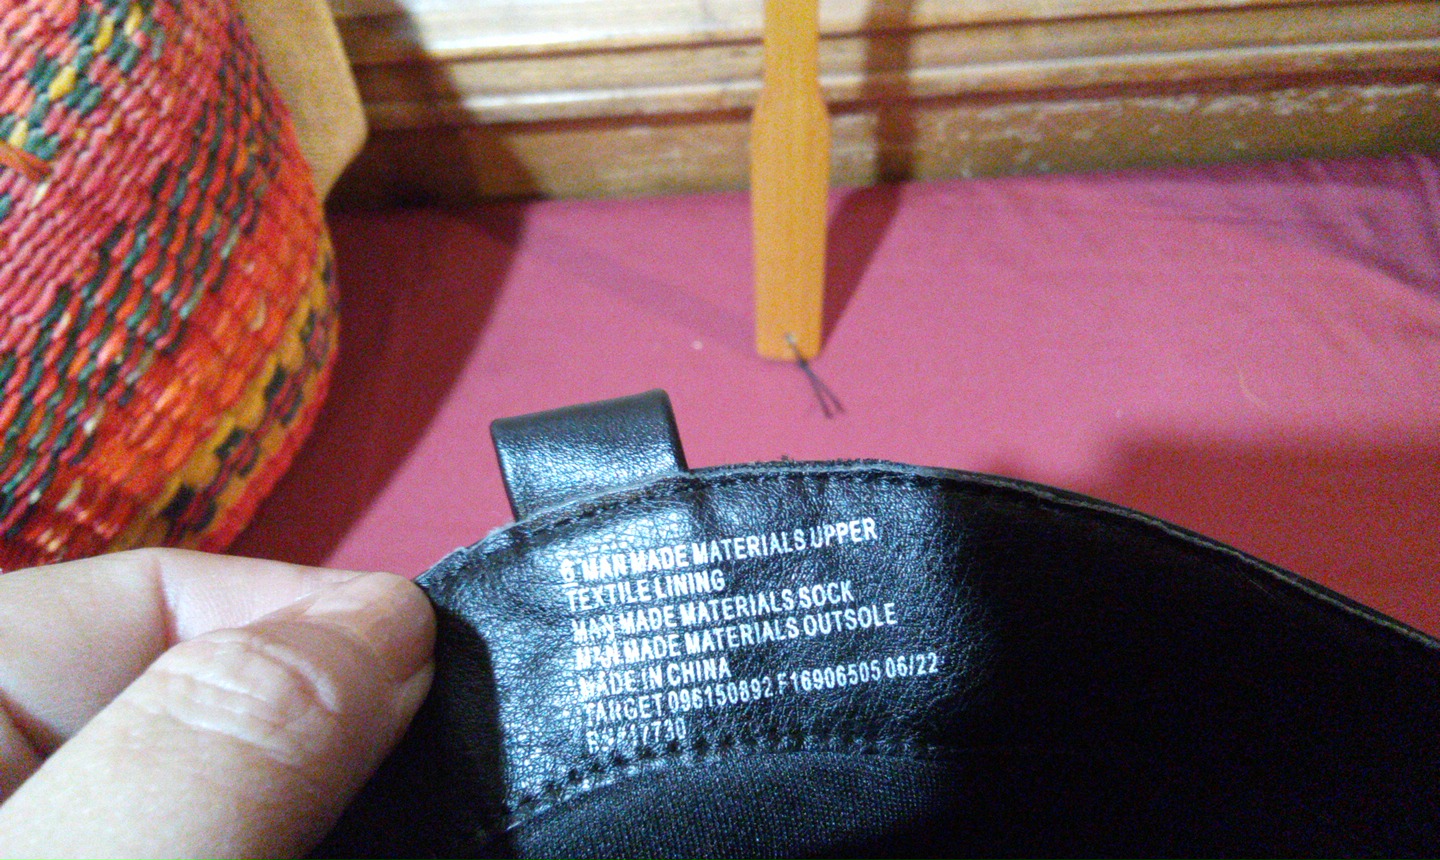 6 MAN MADE MATERIALS UPPER
TEXTILE LINING
MAN MADE MATERIALS SOCK
MAN MADE MATERIALS OUTSOLE
MADE IN CHINA
TARGET 096150892 F16906505 06/22